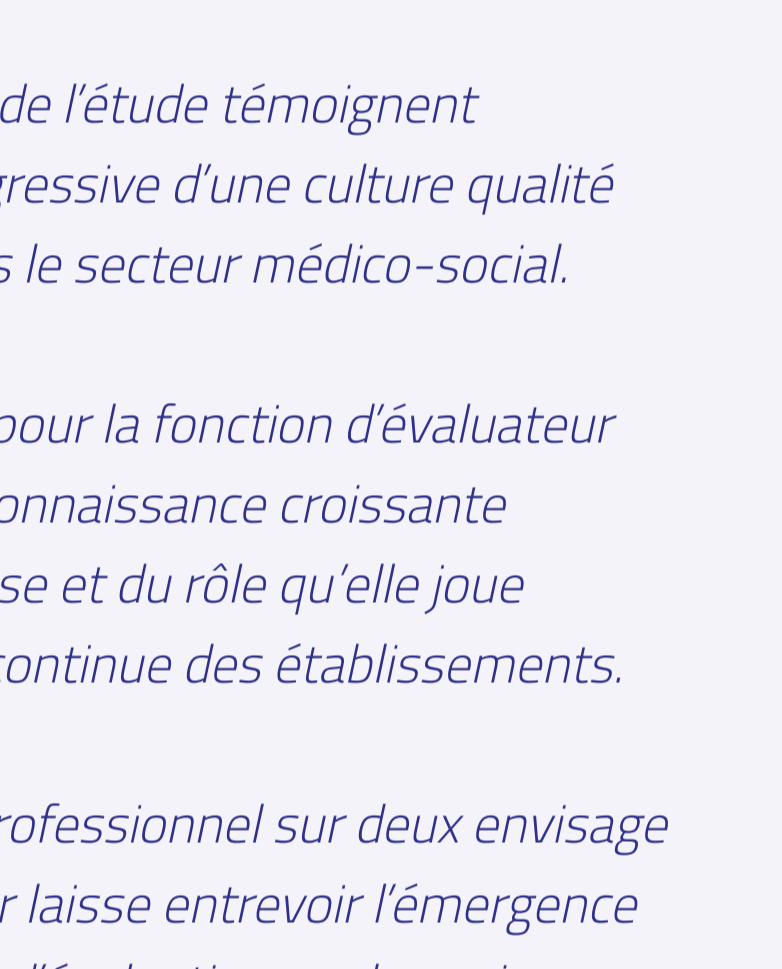 de l’étude témoignent
gressive d’une culture qualité
s le secteur médico-social.
pour la fonction d’évaluateur
onnaissance croissante
se et du rôle qu’elle joue
continue des établissements.
rofessionnel sur deux envisage
r laisse entrevoir l’émergence